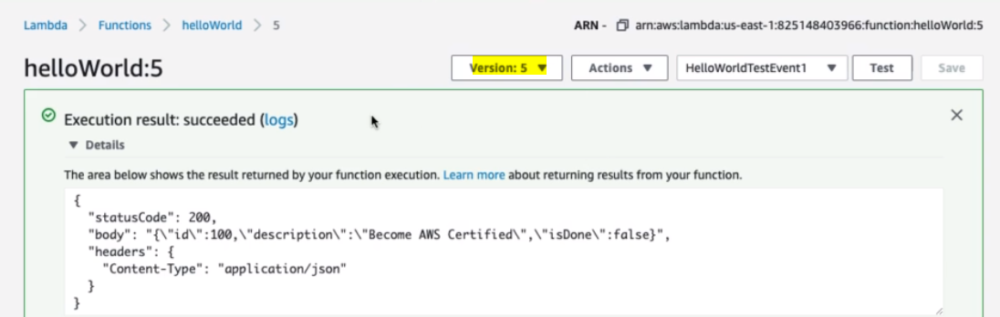 Lambda > Functions > helloWorld > 5
ARN - arn:aws:lambda:us-east-1:825148403966:function:helloWorld:5
helloWorld:5
Version: 5 ▼ Actions ▼ HelloWorldTestEvent1 ▼ Test Save
Execution result: succeeded (logs)
▼ Details
The area below shows the result returned by your function execution. Learn more about returning results from your function.
{
  "statusCode": 200,
  "body": "{\"id\":100,\"description\":\"Become AWS Certified\",\"isDone\":false}",
  "headers": {
    "Content-Type": "application/json"
  }
}